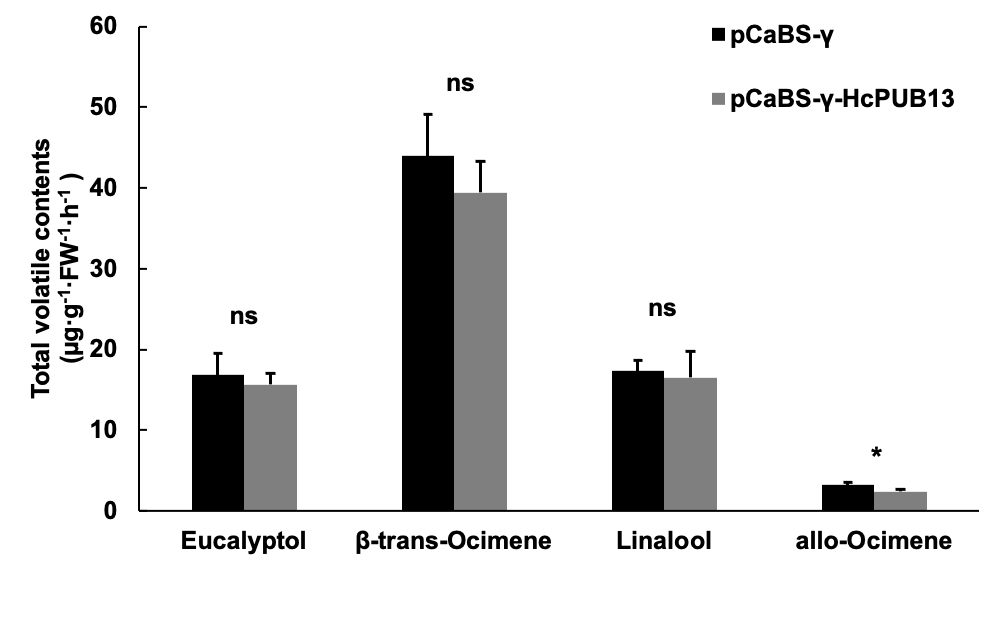 60
50
40
30
20
10
0
Total volatile contents
(μg·g⁻¹·FW⁻¹·h⁻¹ )
pCaBS-γ
pCaBS-γ-HcPUB13
ns
ns
ns
*
Eucalyptol
β-trans-Ocimene
Linalool
allo-Ocimene